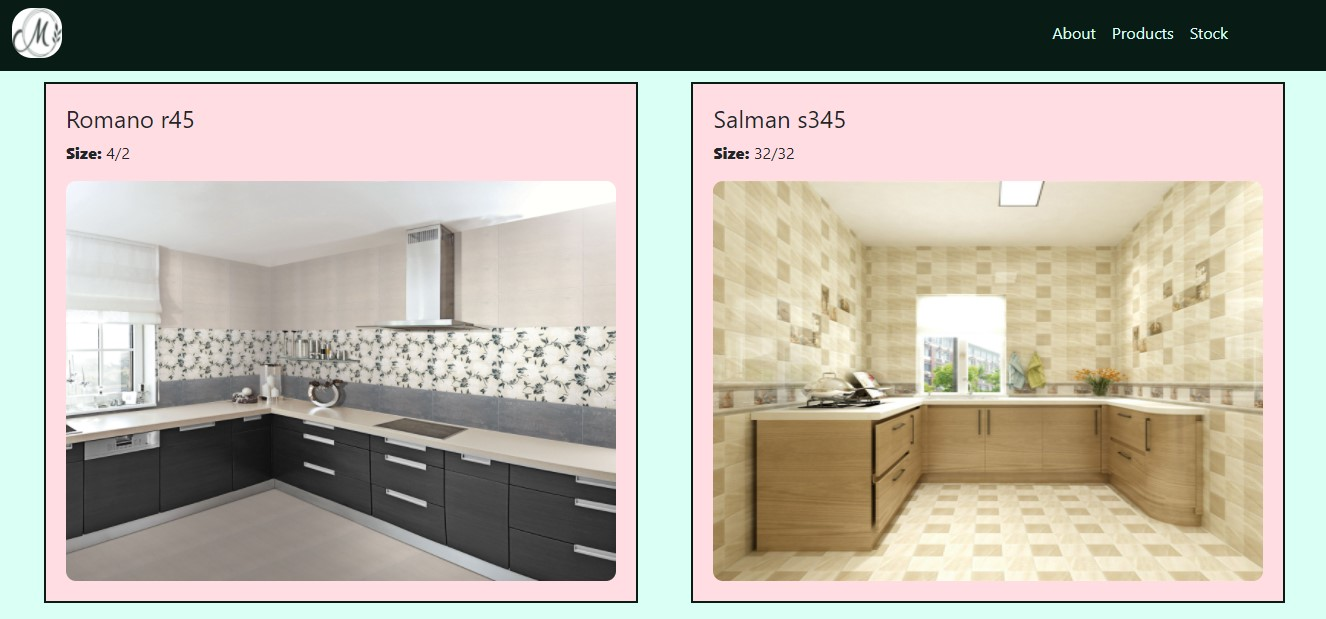 M
About Products Stock
Romano r45
Size: 4/2
Salman s345
Size: 32/32